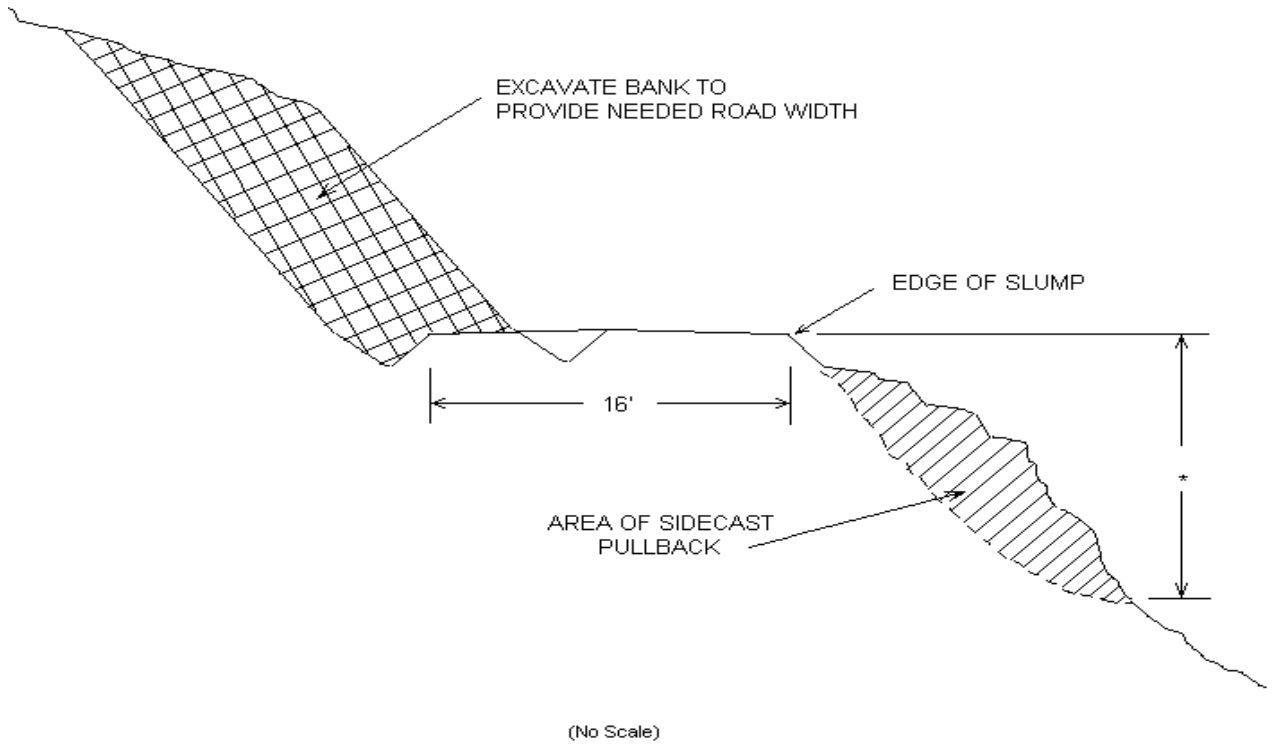 EXCAVATE BANK TO
PROVIDE NEEDED ROAD WIDTH
EDGE OF SLUMP
16'
*
AREA OF SIDECAST
PULLBACK
(No Scale)